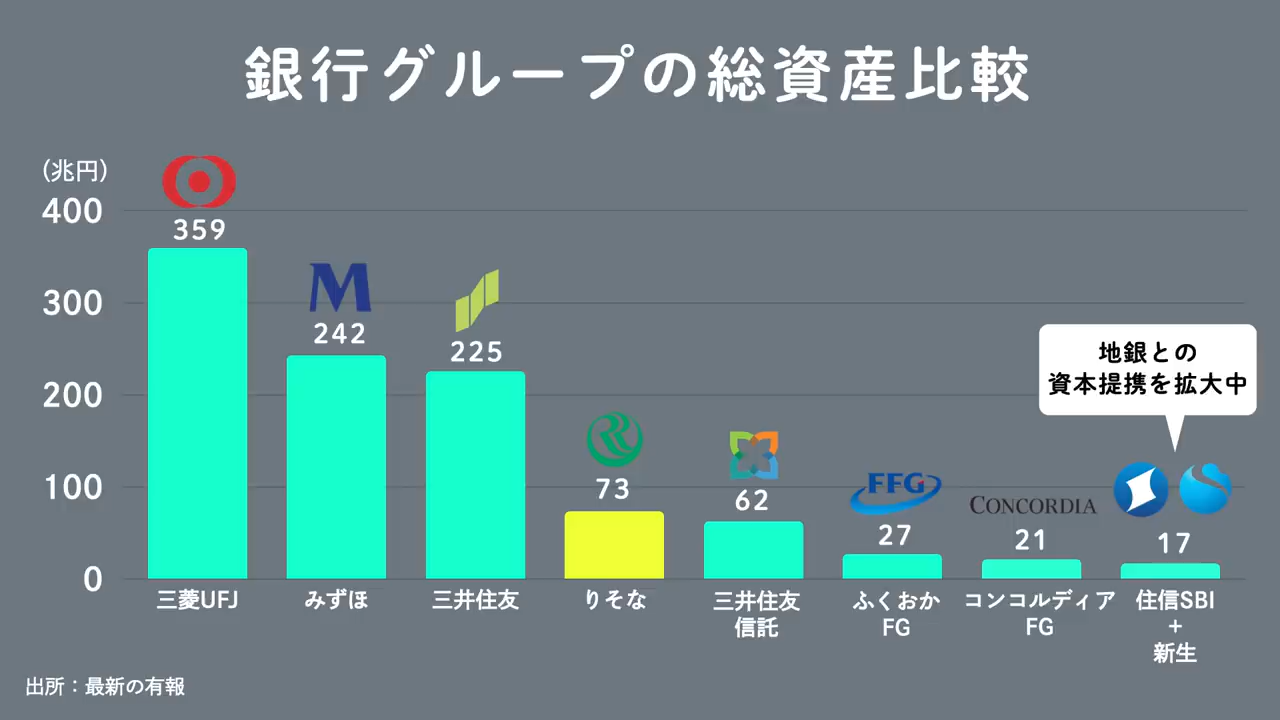 銀行グループの総資産比較
(兆円)
400
300
200
100
0
359
242
225
73
62
27
21
17
M
FFG
CONCORDIA
地銀との
資本提携を拡大中
三菱UFJ
みずほ
三井住友
りそな
三井住友
信託
ふくおか
FG
コンコルディア
FG
住信SBI
+
新生
出所：最新の有報